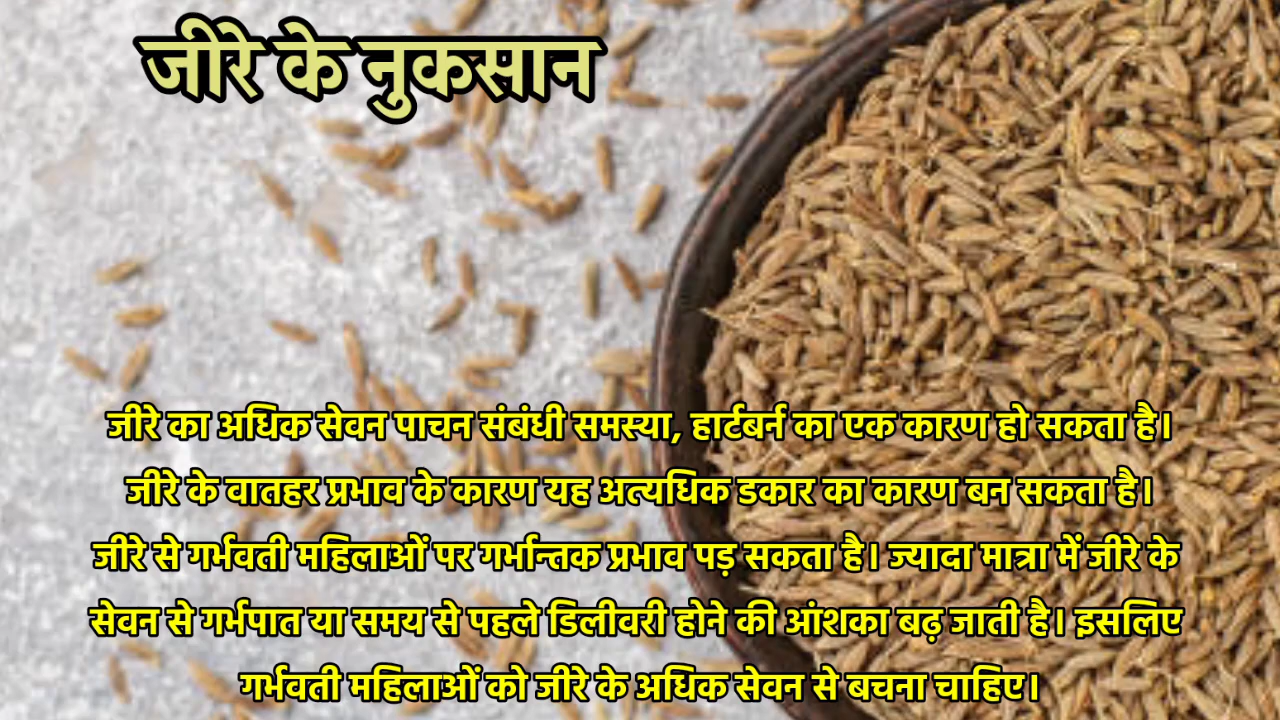 जीरे के नुकसान
जीरे का अधिक सेवन पाचन संबंधी समस्या, हार्टबर्न का एक कारण हो सकता है।
जीरे के वातहर प्रभाव के कारण यह अत्यधिक डकार का कारण बन सकता है।
जीरे से गर्भवती महिलाओं पर गर्भान्तक प्रभाव पड़ सकता है। ज्यादा मात्रा में जीरे के
सेवन से गर्भपात या समय से पहले डिलीवरी होने की आंशका बढ़ जाती है। इसलिए
गर्भवती महिलाओं को जीरे के अधिक सेवन से बचना चाहिए।